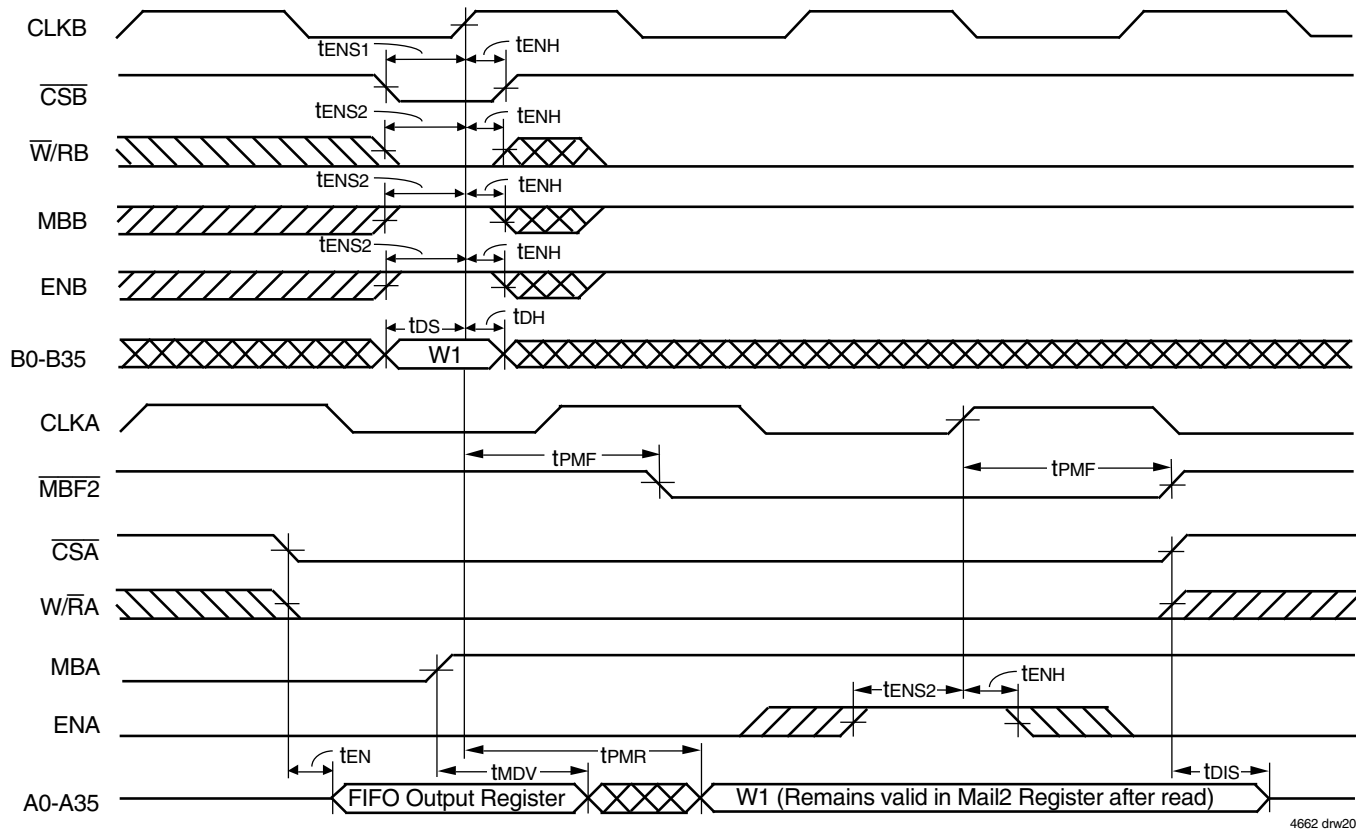 CLKB
tENS1 tENH
CSB
tENS2 tENH
W/RB
tENS2 tENH
MBB
tENS2 tENH
ENB
tDS tDH
B0-B35 W1
CLKA
tPMF tPMF
MBF2
CSA
W/RA
MBA
tENS2 tENH
ENA
tEN tMDV tPMR tDIS
A0-A35 FIFO Output Register W1 (Remains valid in Mail2 Register after read)
4662 drw20